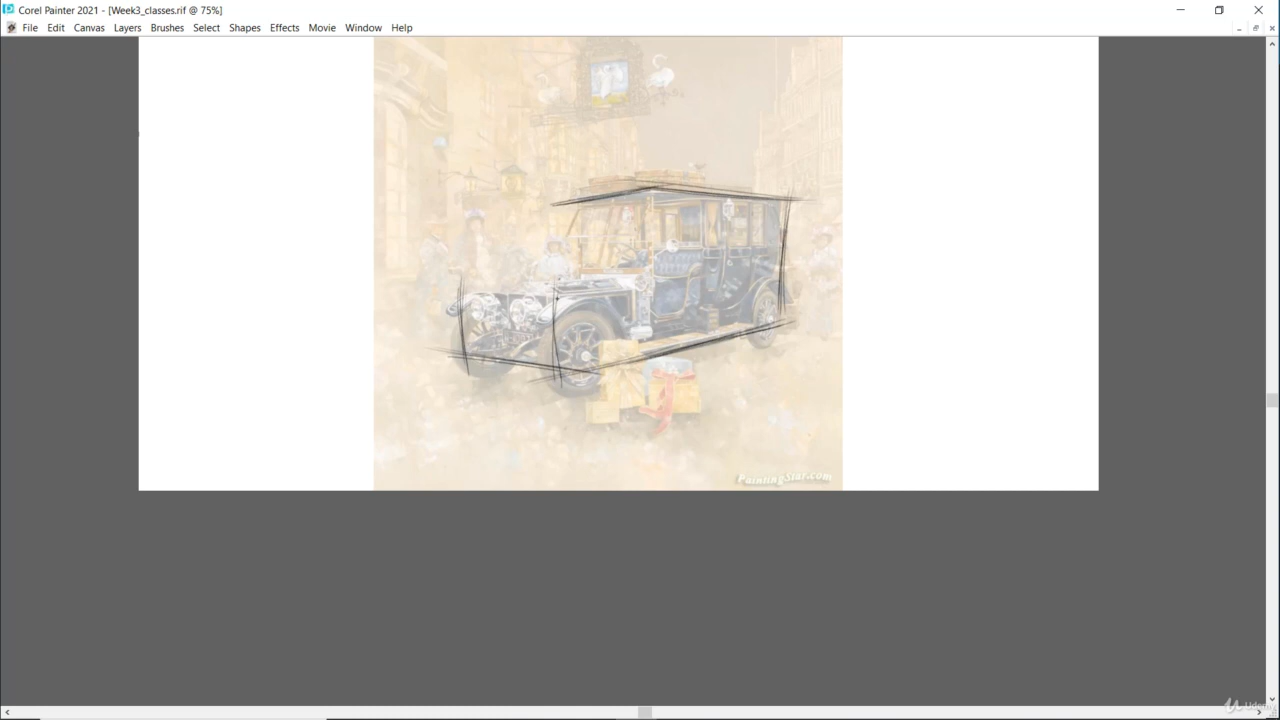 Corel Painter 2021 - [Week3_classes.rif @ 75%]
File Edit Canvas Layers Brushes Select Shapes Effects Movie Window Help
PaintingStar.com